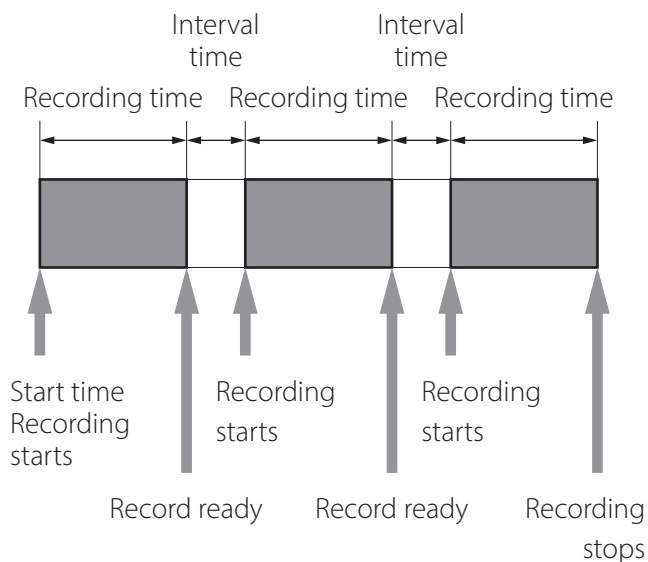 Interval
time
Interval
time
Recording time
Recording time
Recording time
Start time
Recording
starts
Recording
starts
Recording
starts
Record ready
Record ready
Recording
stops